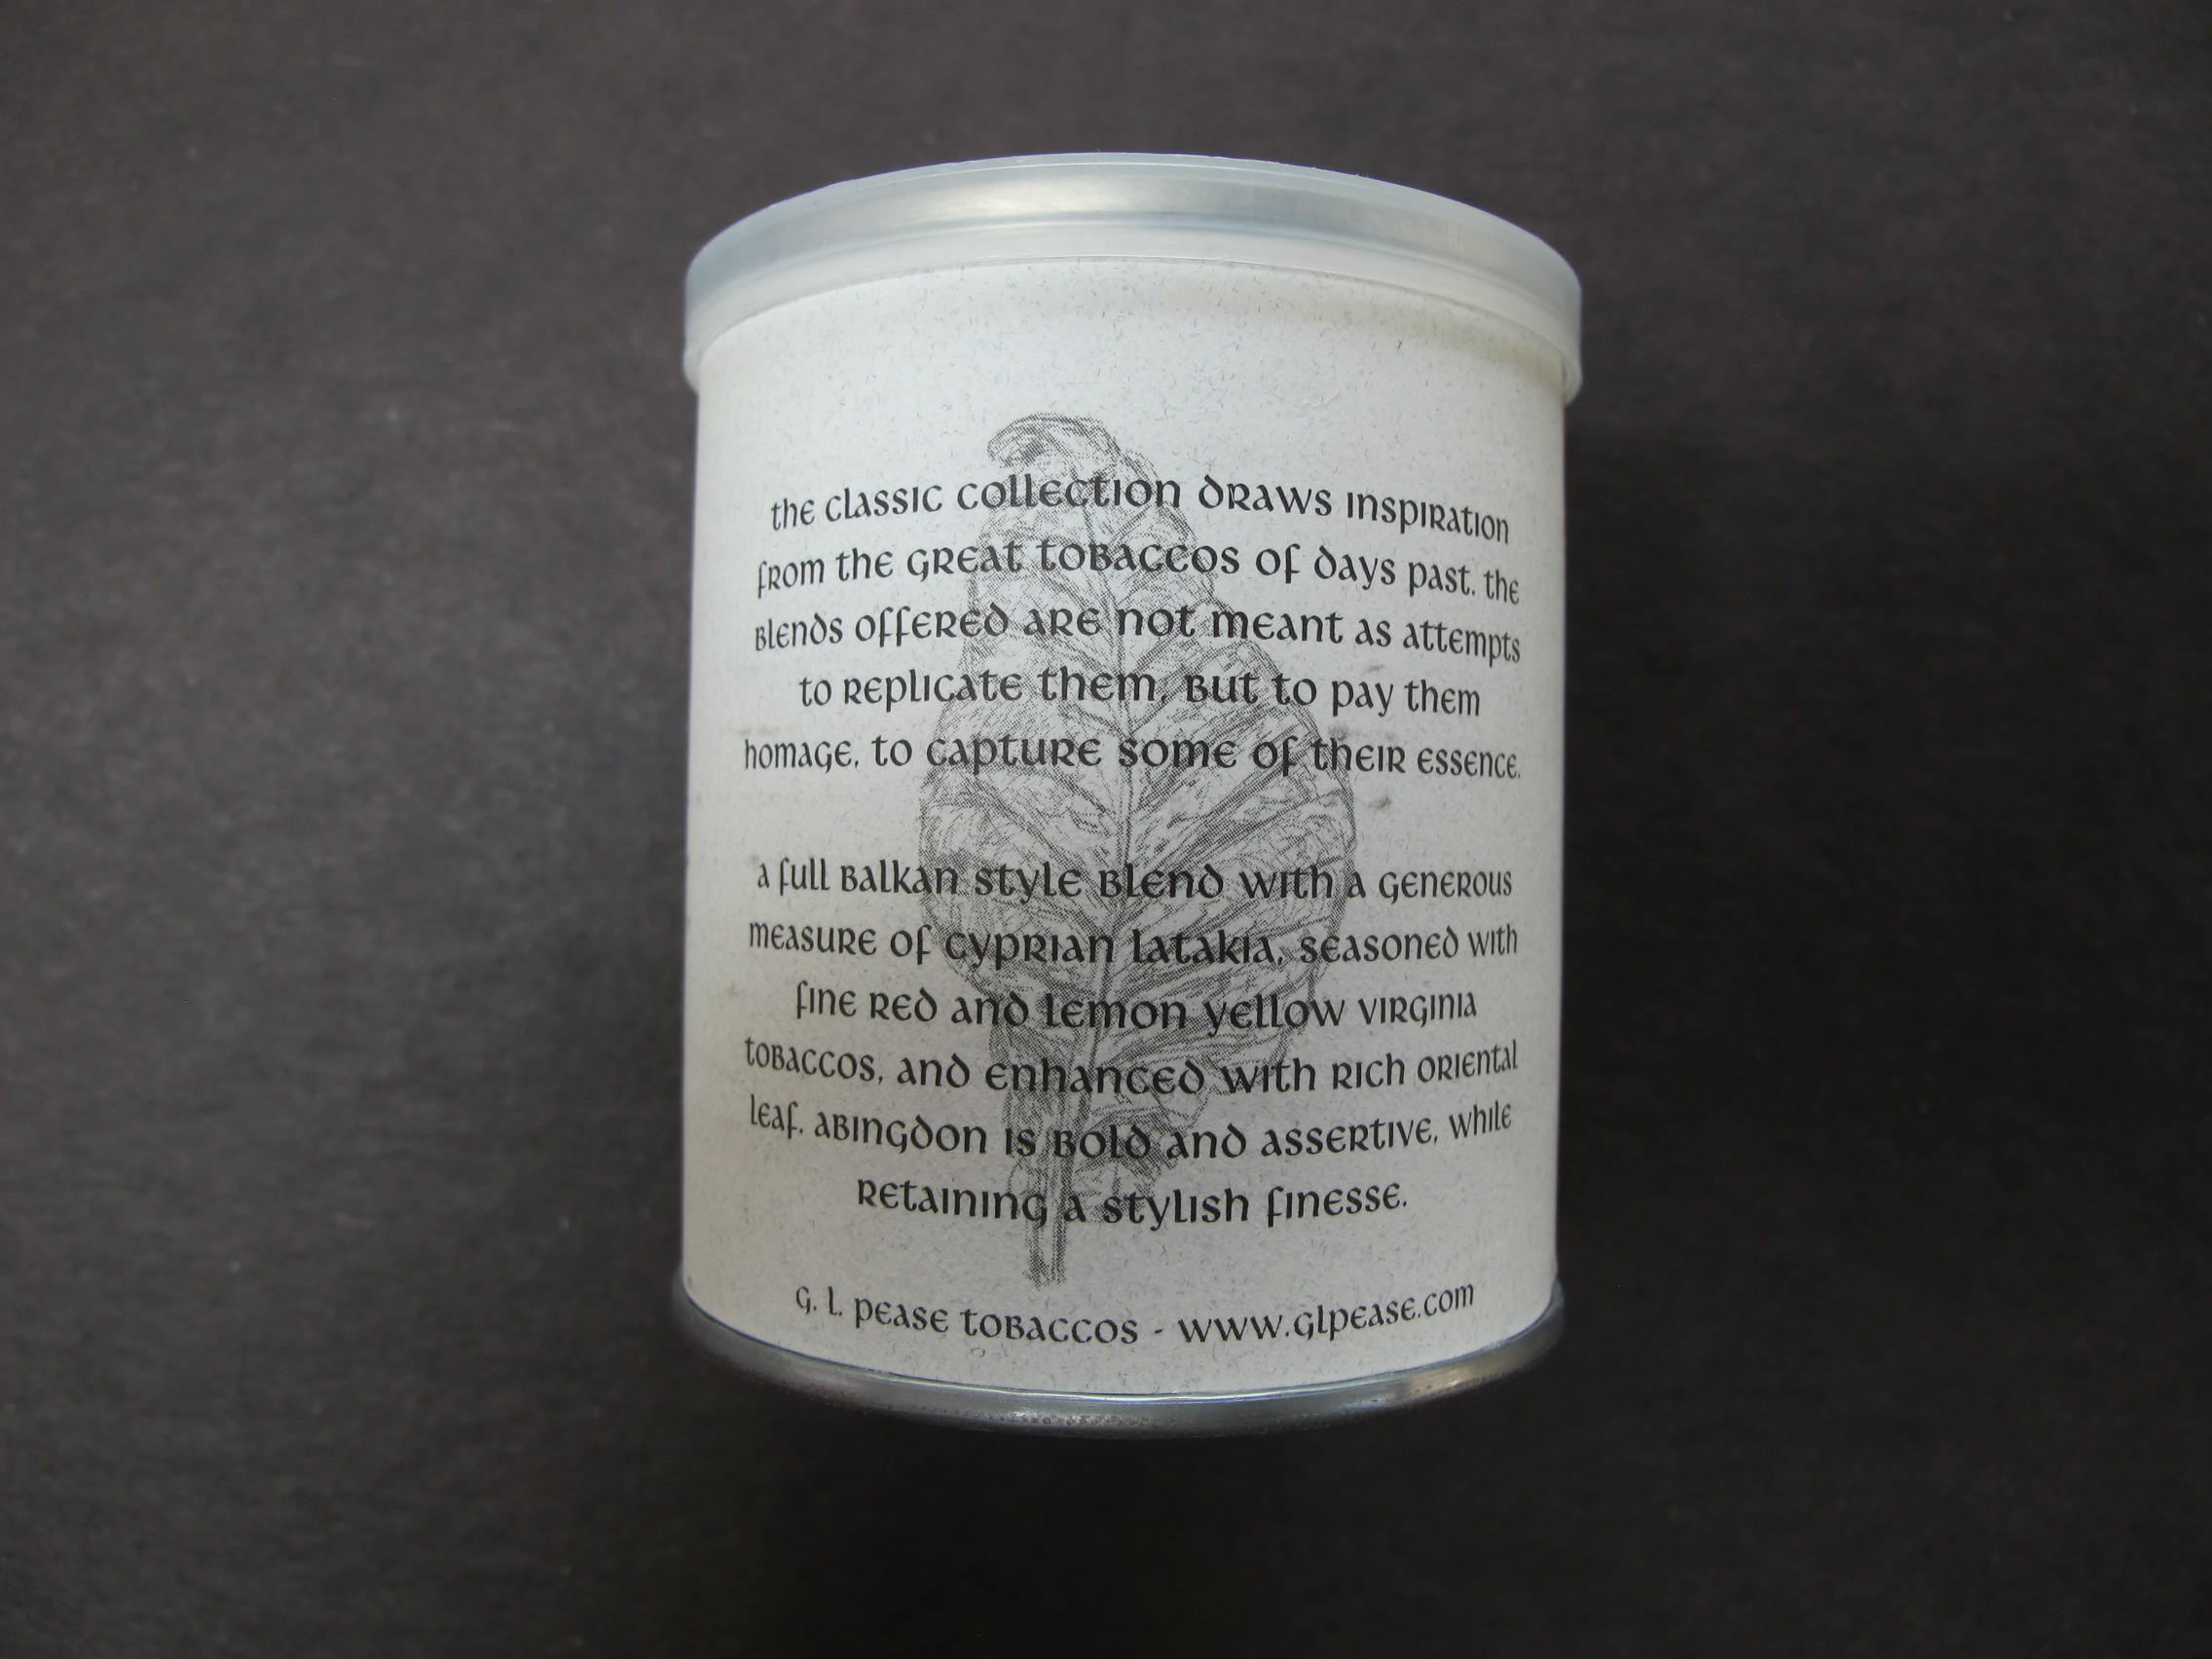 the classic collection draws inspiration
from the great tobaccos of days past. the
blends offered are not meant as attempts
to replicate them, but to pay them
homage, to capture some of their essence.
a full balkan style blend with a generous
measure of cyprian latakia, seasoned with
fine red and lemon yellow virginia
tobaccos, and enhanced with rich oriental
leaf. abingdon is bold and assertive, while
retaining a stylish finesse.
g. l. pease tobaccos - www.glpease.com